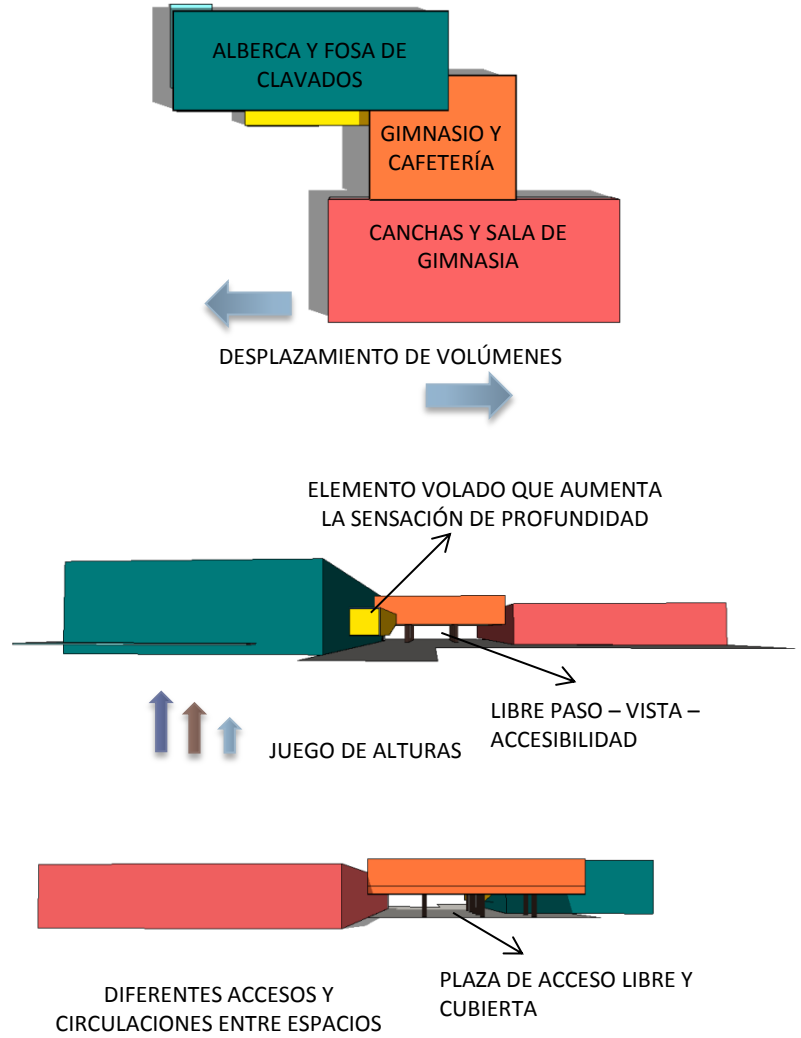 ALBERCA Y FOSA DE
CLAVADOS
GIMNASIO Y
CAFETERÍA
CANCHAS Y SALA DE
GIMNASIA
DESPLAZAMIENTO DE VOLÚMENES
ELEMENTO VOLADO QUE AUMENTA
LA SENSACIÓN DE PROFUNDIDAD
LIBRE PASO – VISTA –
ACCESIBILIDAD
JUEGO DE ALTURAS
PLAZA DE ACCESO LIBRE Y
CUBIERTA
DIFERENTES ACCESOS Y
CIRCULACIONES ENTRE ESPACIOS